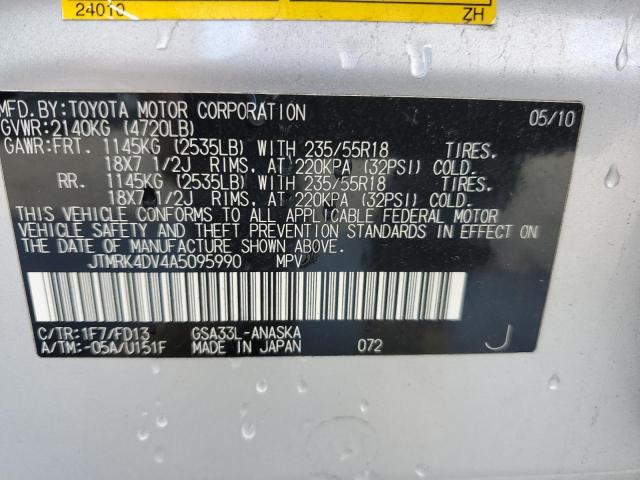 24010 ZH
MFD.BY:TOYOTA MOTOR CORPORATION 05/10
GVWR:2140KG (4720LB)
GAWR:FRT. 1145KG (2535LB) WITH 235/55R18 TIRES.
18X7 1/2J RIMS, AT 220KPA (32PSI) COLD.
RR. 1145KG (2535LB) WITH 235/55R18 TIRES.
18X7 1/2J RIMS, AT 220KPA (32PSI) COLD.
THIS VEHICLE CONFORMS TO ALL APPLICABLE FEDERAL MOTOR
VEHICLE SAFETY AND THEFT PREVENTION STANDARDS IN EFFECT
ON THE DATE OF MANUFACTURE SHOWN ABOVE.
JTMRK4DV4A5095990 MPV
C/TR:1F7/FD13 GSA33L-ANASKA
A/TM:-05A/U151F MADE IN JAPAN 072 J